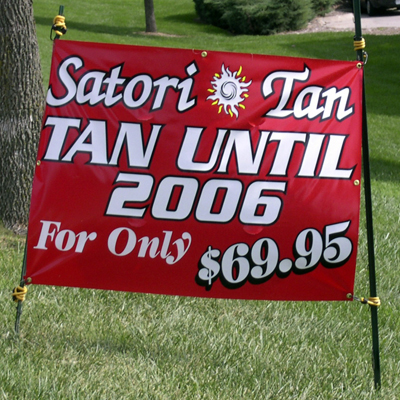 Satori Tan
TAN UNTIL
2006
For Only $69.95